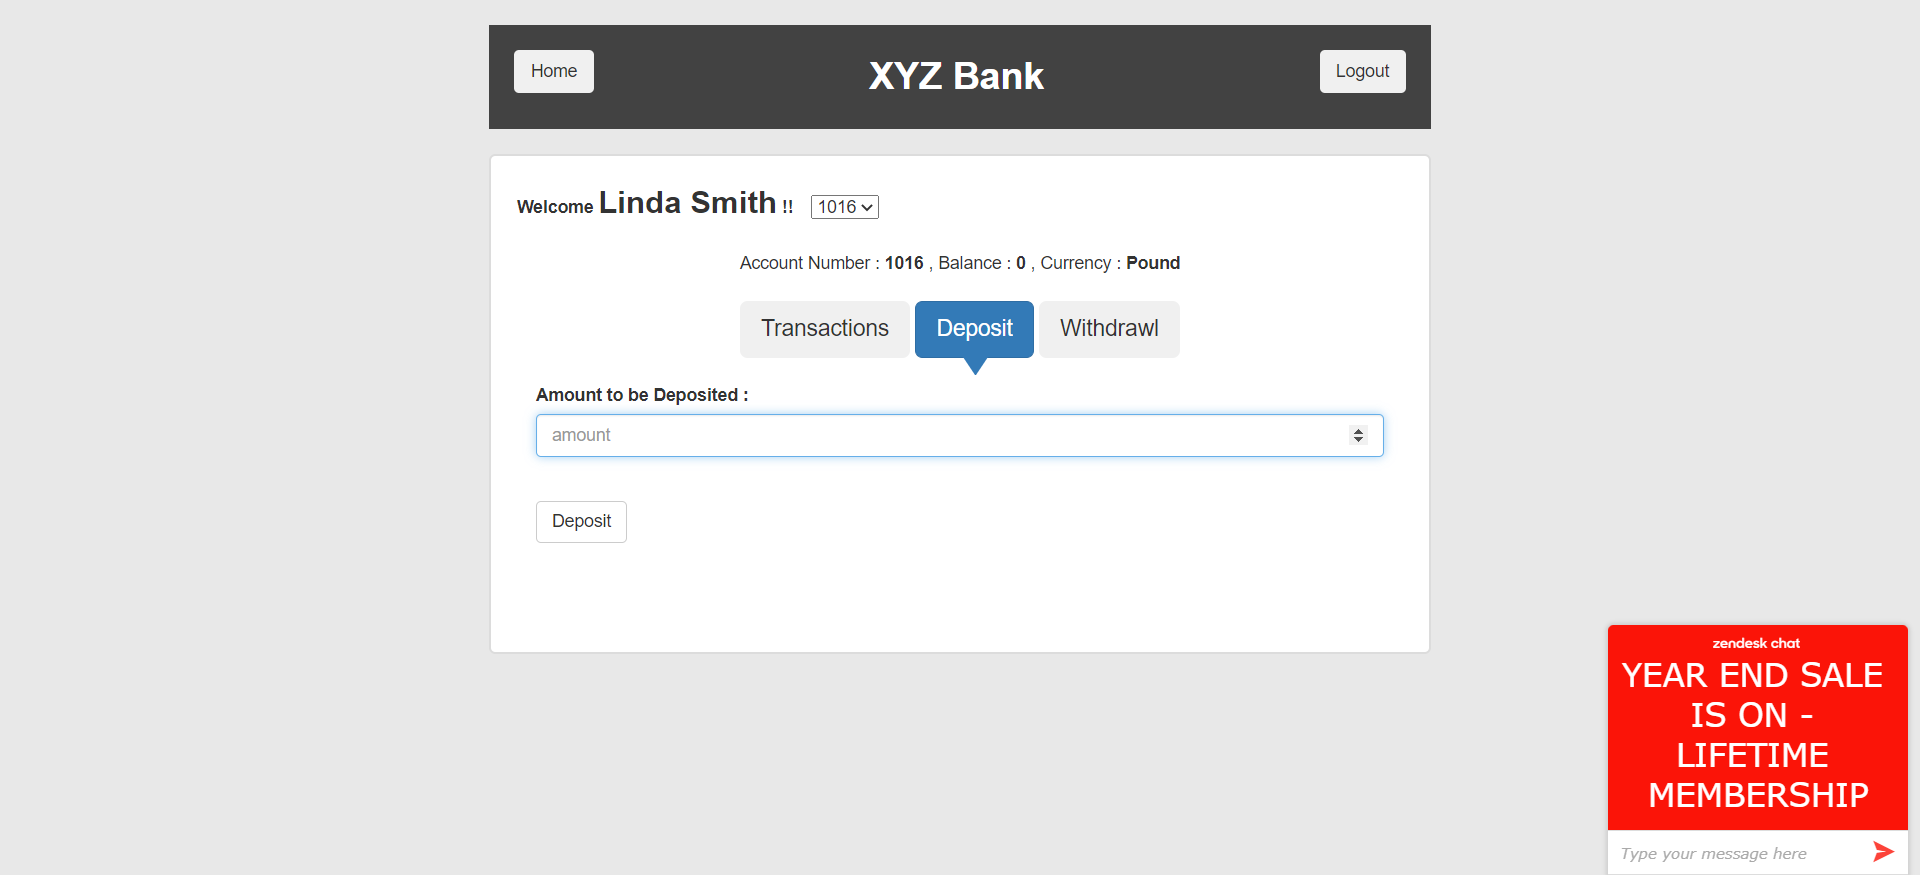 Home
XYZ Bank
Logout
Welcome Linda Smith !! 1016
Account Number : 1016 , Balance : 0 , Currency : Pound
Transactions
Deposit
Withdrawl
Amount to be Deposited :
amount
Deposit
zendesk chat
YEAR END SALE
IS ON -
LIFETIME
MEMBERSHIP
Type your message here